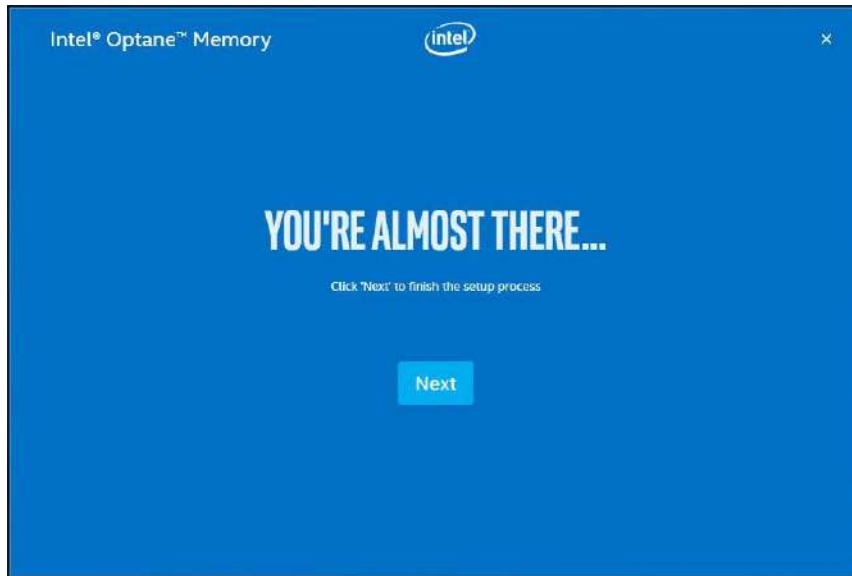 Intel® Optane™ Memory
(intel)
×
YOU'RE ALMOST THERE...
Click 'Next' to finish the setup process
Next